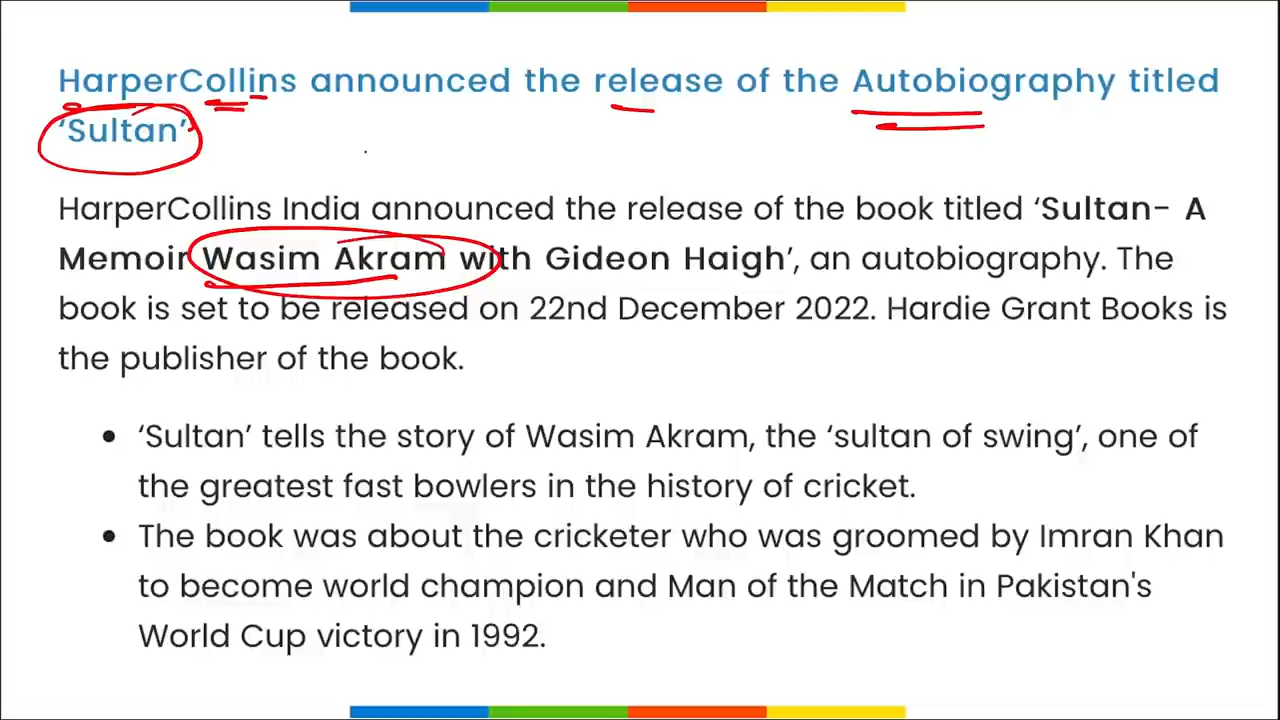 HarperCollins announced the release of the Autobiography titled
‘Sultan’
HarperCollins India announced the release of the book titled ‘Sultan- A
Memoir Wasim Akram with Gideon Haigh’, an autobiography. The
book is set to be released on 22nd December 2022. Hardie Grant Books is
the publisher of the book.
• ‘Sultan’ tells the story of Wasim Akram, the ‘sultan of swing’, one of
the greatest fast bowlers in the history of cricket.
• The book was about the cricketer who was groomed by Imran Khan
to become world champion and Man of the Match in Pakistan's
World Cup victory in 1992.